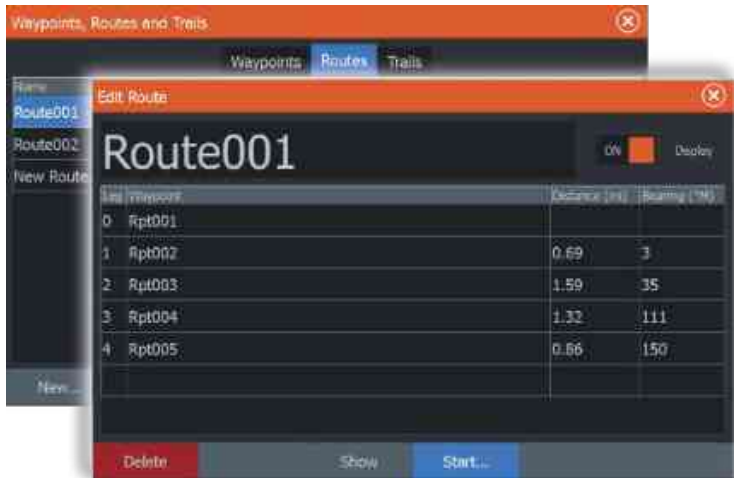 Waypoints, Routes and Trails
Waypoints Routes Trails
Name
Route001
Route002
New Route
New...
Edit Route
Route001
ON Display
Leg Waypoint Distance (mi) Bearing (°M)
0 Rpt001
1 Rpt002 0.69 3
2 Rpt003 1.59 35
3 Rpt004 1.32 111
4 Rpt005 0.86 150
Delete Show Start...